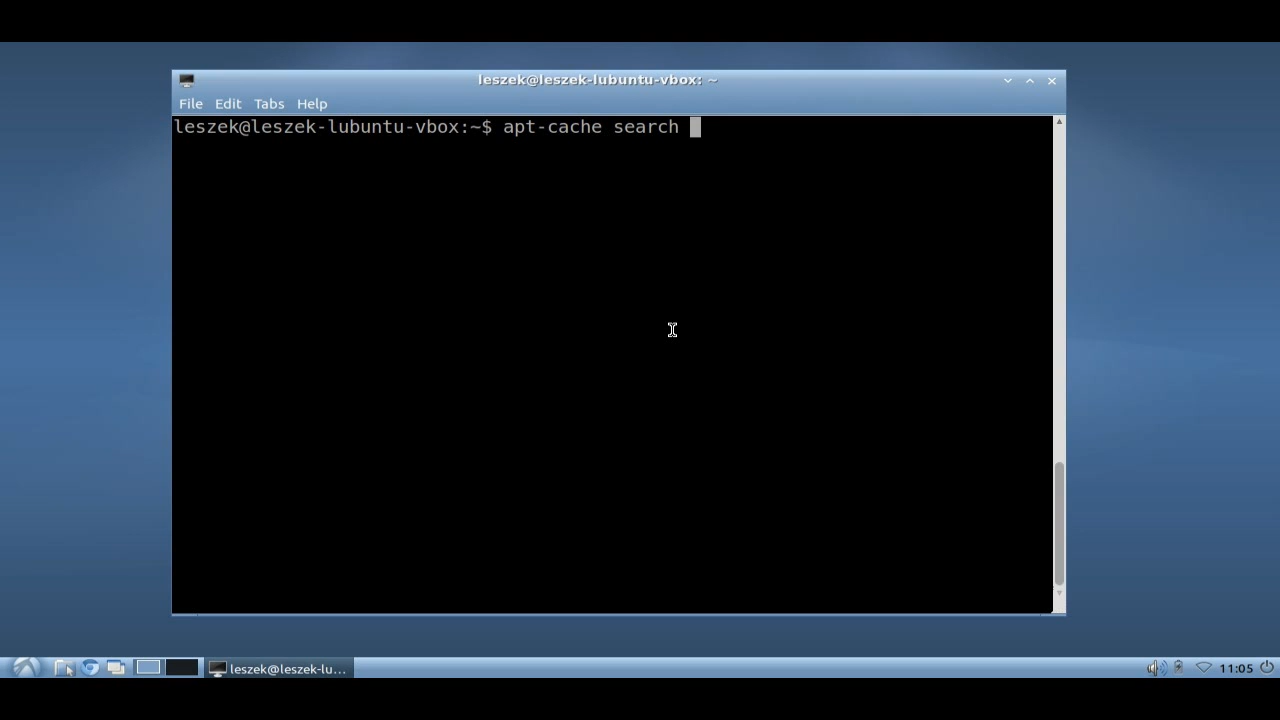 leszek@leszek-lubuntu-vbox: ~
File Edit Tabs Help
leszek@leszek-lubuntu-vbox:~$ apt-cache search
leszek@leszek-lu...
11:05